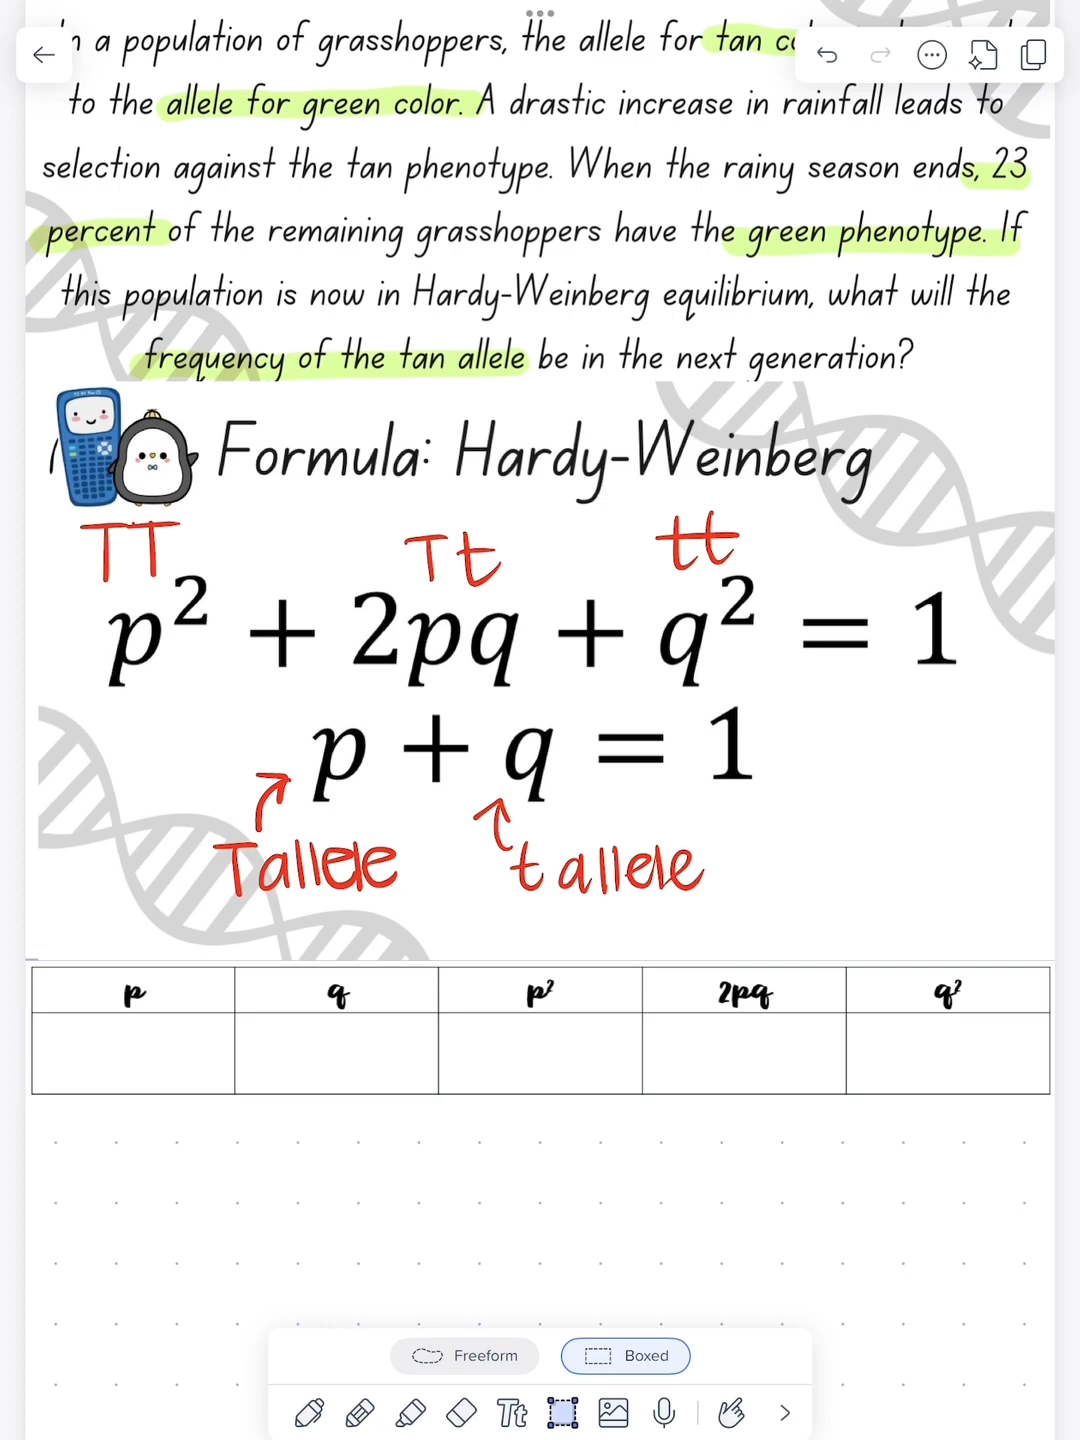 n a population of grasshoppers, the allele for tan
to the allele for green color. A drastic increase in rainfall leads to
selection against the tan phenotype. When the rainy season ends, 23
percent of the remaining grasshoppers have the green phenotype. If
this population is now in Hardy-Weinberg equilibrium, what will the
frequency of the tan allele be in the next generation?
Formula: Hardy-Weinberg
TT Tt tt
p² + 2pq + q² = 1
p + q = 1
T allele t allele
p q p² 2pq q²
Freeform Boxed
Tt